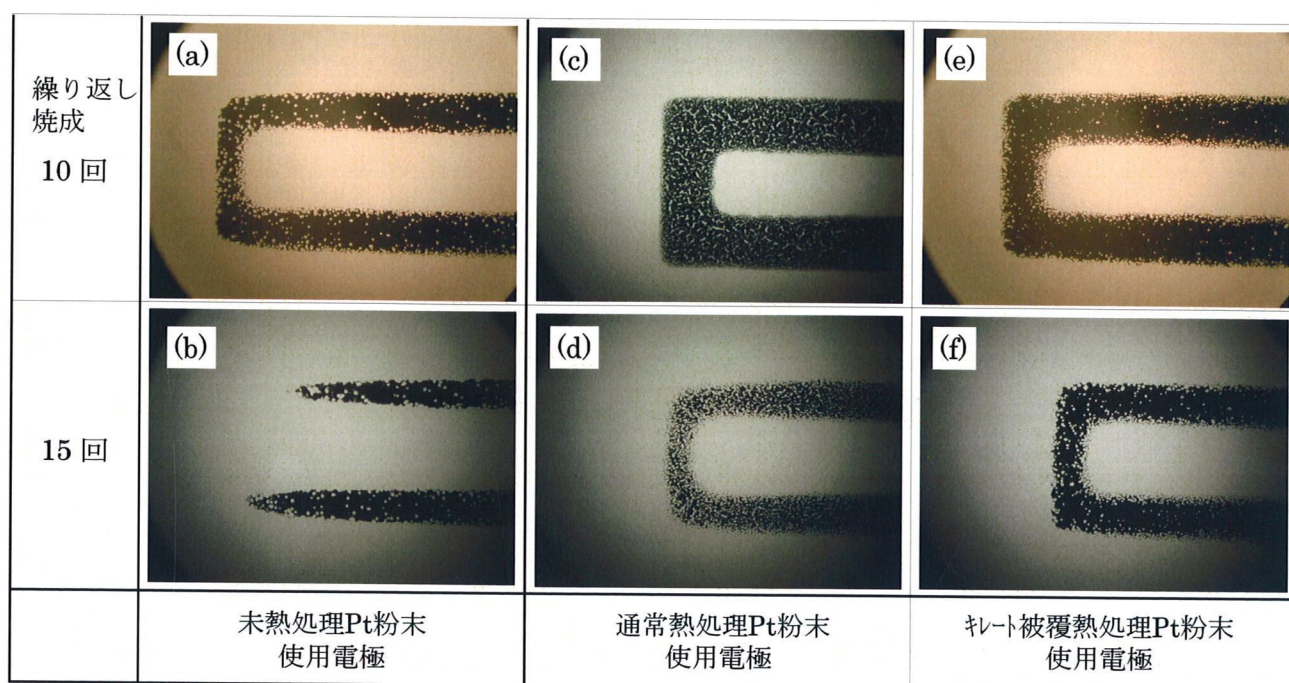 繰り返し
焼成
10 回
(a)
(c)
(e)
15 回
(b)
(d)
(f)
未熱処理Pt粉末
使用電極
通常熱処理Pt粉末
使用電極
ｷﾚｰﾄ被覆熱処理Pt粉末
使用電極